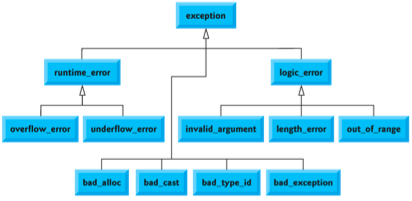 exception
runtime_error
logic_error
overflow_error
underflow_error
invalid_argument
length_error
out_of_range
bad_alloc
bad_cast
bad_type_id
bad_exception